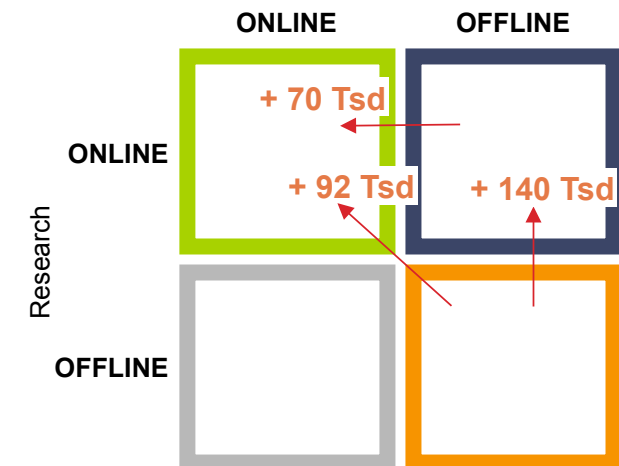 ONLINE OFFLINE
+ 70 Tsd
ONLINE
+ 92 Tsd + 140 Tsd
Research
OFFLINE